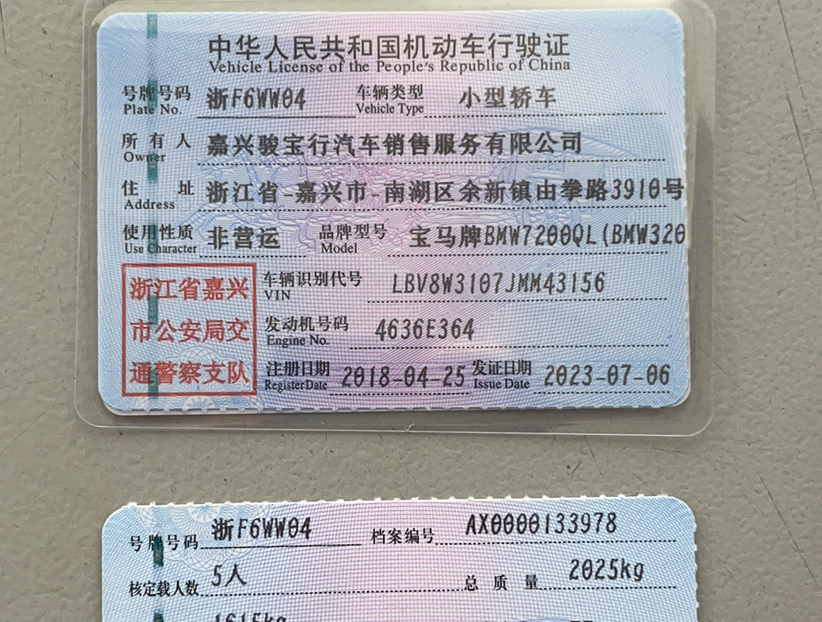 中华人民共和国机动车行驶证
Vehicle License of the People's Republic of China
号牌号码 浙F6WW04 车辆类型 小型轿车
Plate No. Vehicle Type
所有人 嘉兴骏宝行汽车销售服务有限公司
Owner
住址 浙江省-嘉兴市-南湖区余新镇由拳路3910号
Address
使用性质 非营运 品牌型号 宝马牌BMW7200QL(BMW320
Use Character Model
浙江省嘉兴
市公安局交
通警察支队
车辆识别代号 LBV8W3107JMM43156
VIN
发动机号码 4636E364
Engine No.
注册日期 2018-04-25 发证日期 2023-07-06
Register Date Issue Date
号牌号码 浙F6WW04 档案编号 AX0000133978
核定载人数 5人 总质量 2025kg